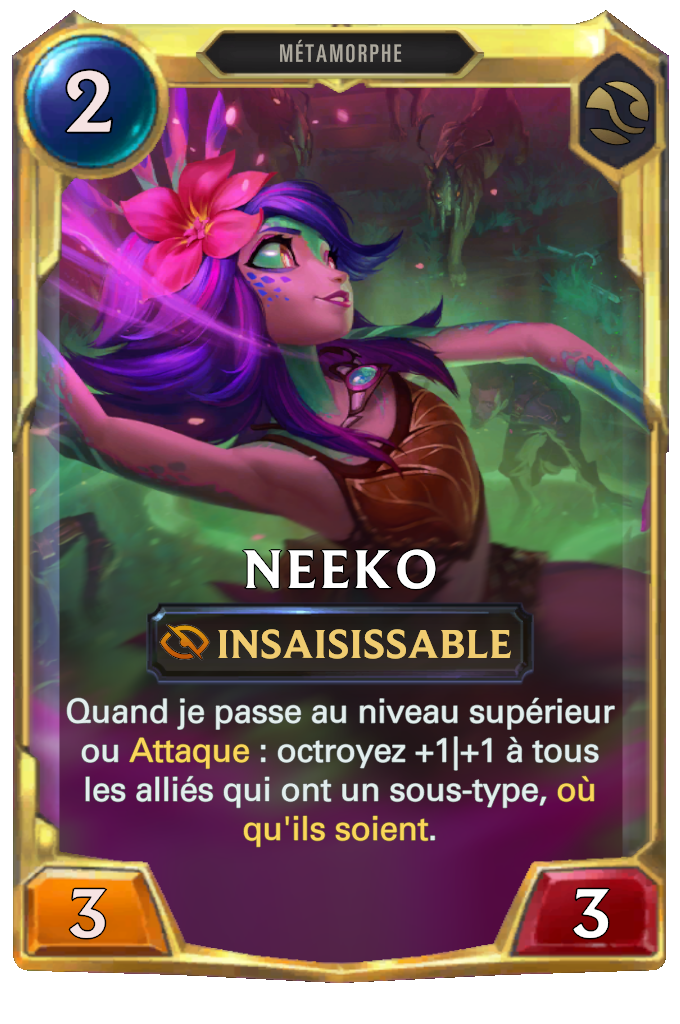 MÉTAMORPHE
2
NEEKO
INSAISISSABLE
Quand je passe au niveau supérieur
ou Attaque : octroyez +1|+1 à tous
les alliés qui ont un sous-type, où
qu'ils soient.
3
3